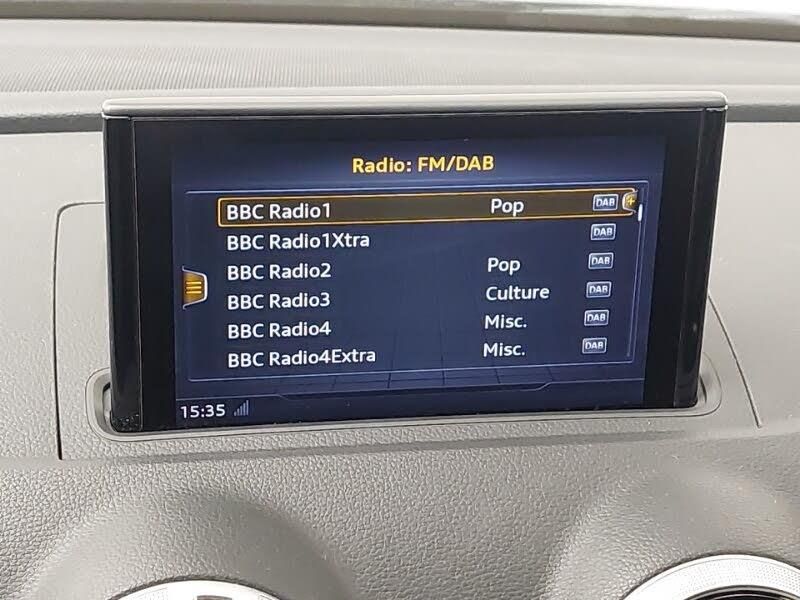 Radio: FM/DAB
BBC Radio1 Pop DAB
BBC Radio1Xtra DAB
BBC Radio2 Pop DAB
BBC Radio3 Culture DAB
BBC Radio4 Misc. DAB
BBC Radio4Extra Misc. DAB
15:35